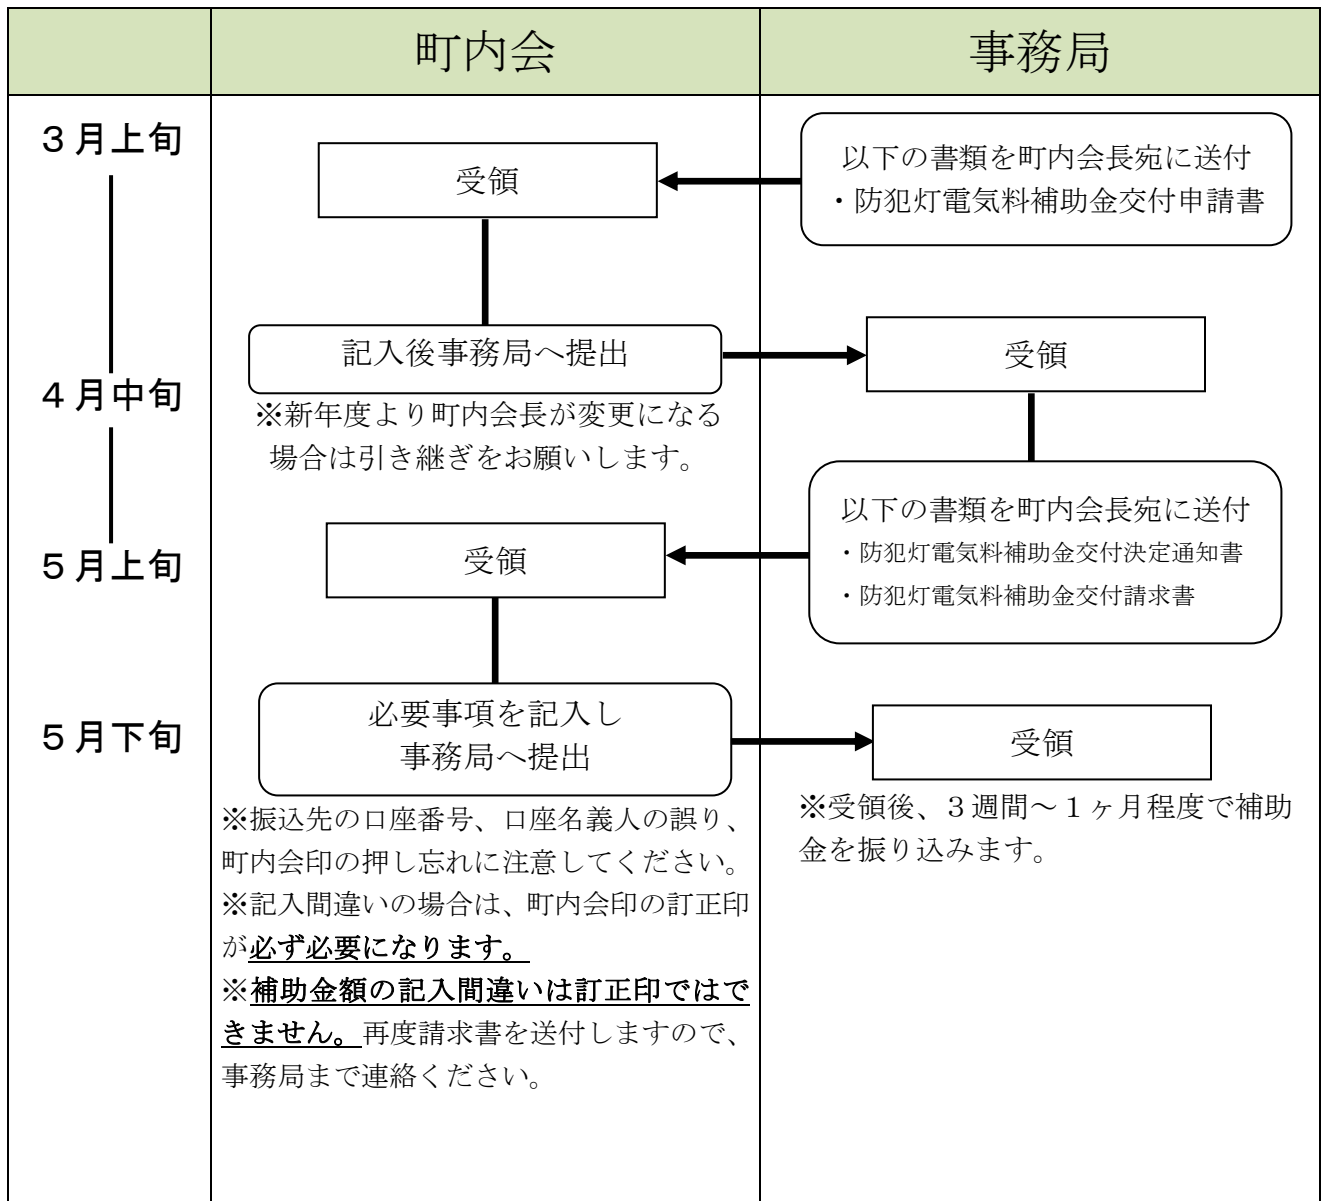 町内会
事務局
３月上旬
受領
以下の書類を町内会長宛に送付
・防犯灯電気料補助金交付申請書
４月中旬
記入後事務局へ提出
※新年度より町内会長が変更になる
場合は引き継ぎをお願いします。
受領
５月上旬
受領
以下の書類を町内会長宛に送付
・防犯灯電気料補助金交付決定通知書
・防犯灯電気料補助金交付請求書
５月下旬
必要事項を記入し
事務局へ提出
※振込先の口座番号、口座名義人の誤り、
町内会印の押し忘れに注意してください。
※記入間違いの場合は、町内会印の訂正印
が必ず必要になります。
※補助金額の記入間違いは訂正印ではで
きません。再度請求書を送付しますので、
事務局まで連絡ください。
受領
※受領後、３週間～１ヶ月程度で補助
金を振り込みます。